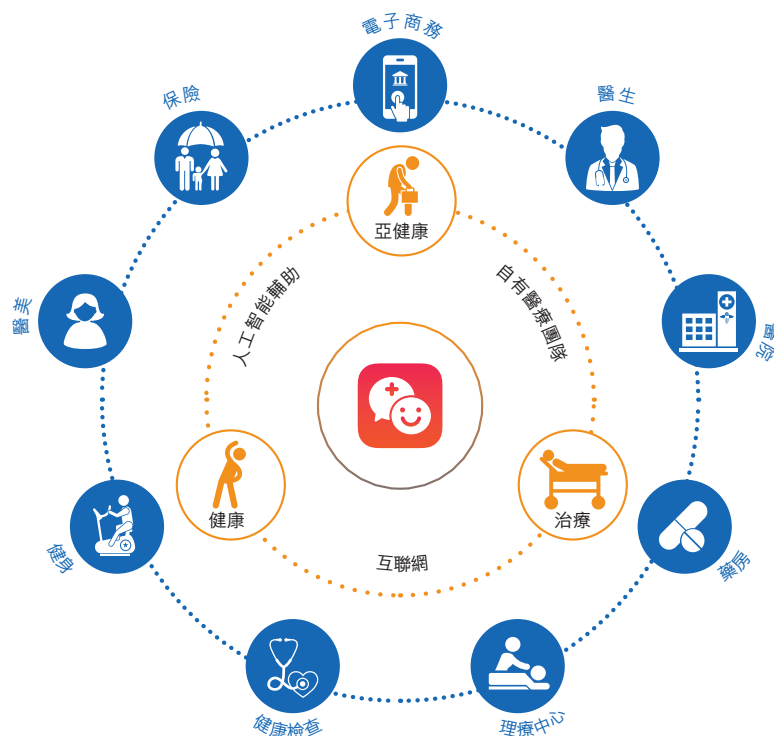 電子商務
保險
醫生
亞健康
人工智能輔助
自有醫療團隊
醫美
醫院
健康
治療
互聯網
健身
藥房
健康檢查
理療中心